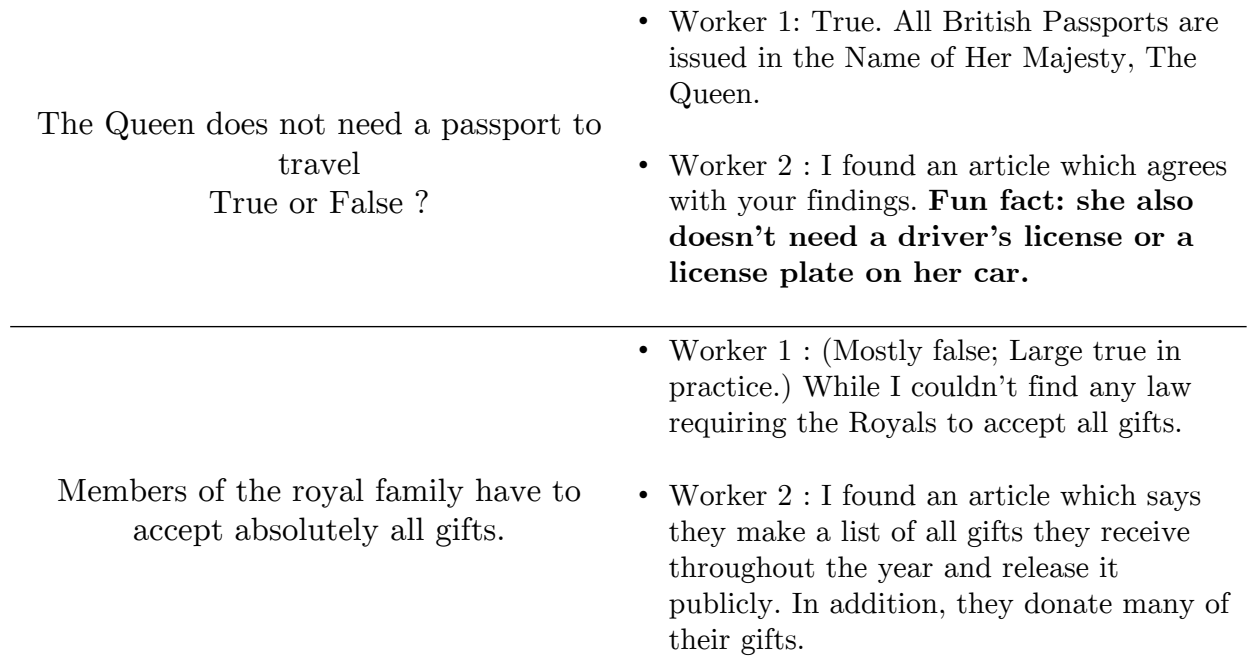 The Queen does not need a passport to
travel
True or False ?
• Worker 1: True. All British Passports are
issued in the Name of Her Majesty, The
Queen.
• Worker 2 : I found an article which agrees
with your findings. Fun fact: she also
doesn't need a driver's license or a
license plate on her car.
Members of the royal family have to
accept absolutely all gifts.
• Worker 1 : (Mostly false; Large true in
practice.) While I couldn't find any law
requiring the Royals to accept all gifts.
• Worker 2 : I found an article which says
they make a list of all gifts they receive
throughout the year and release it
publicly. In addition, they donate many of
their gifts.